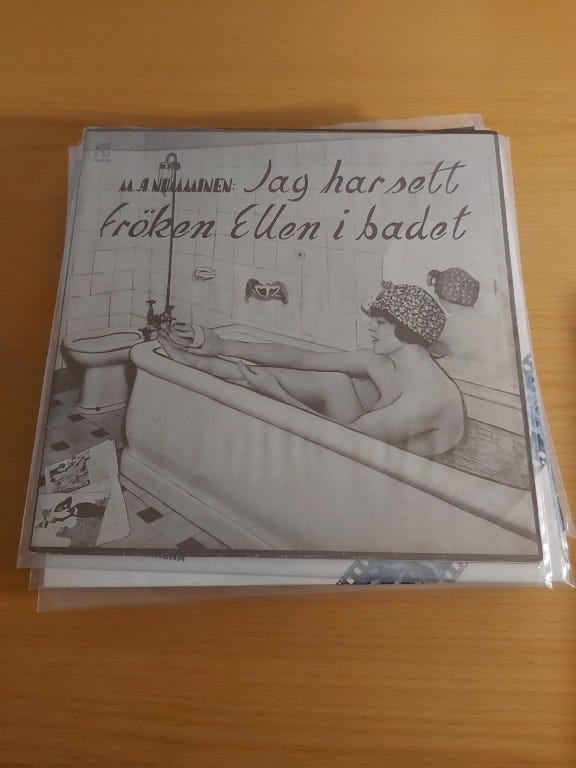 M.A. NUMMINEN: Jag har sett
fröken Ellen i badet